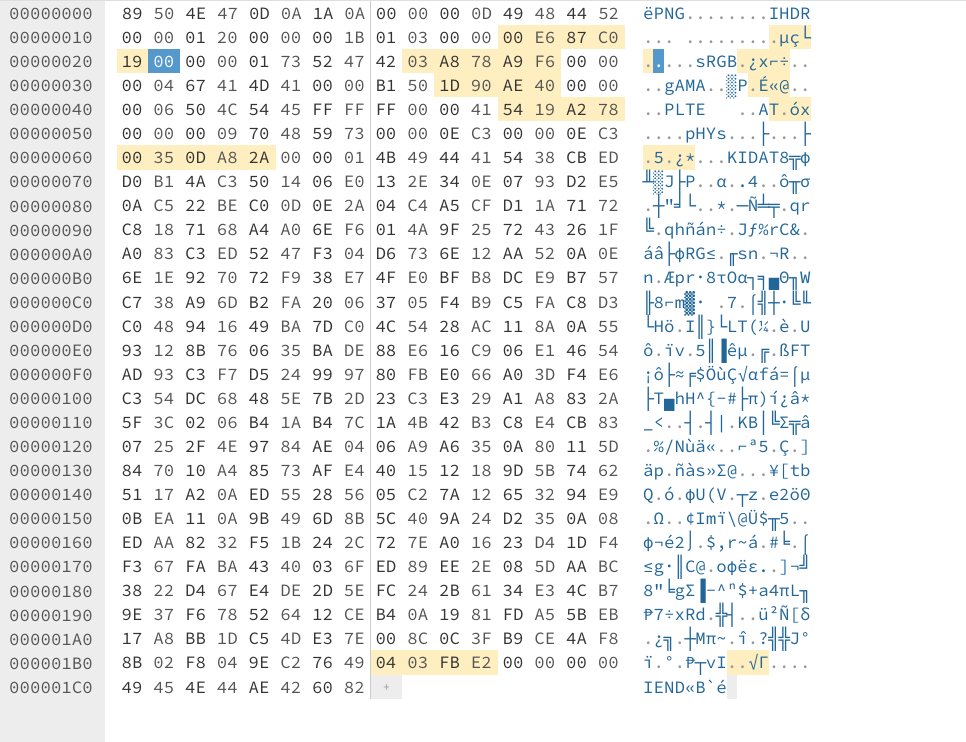 00000000 89 50 4E 47 0D 0A 1A 0A 00 00 00 0D 49 48 44 52 ëPNG........IHDR
00000010 00 00 01 20 00 00 00 1B 01 03 00 00 00 E6 87 C0 ... .........µç└
00000020 19 00 00 00 01 73 52 47 42 03 A8 78 A9 F6 00 00 .....sRGB.¿x⌐÷..
00000030 00 04 67 41 4D 41 00 00 B1 50 1D 90 AE 40 00 00 ..gAMA..▒P.É«@..
00000040 00 06 50 4C 54 45 FF FF FF 00 00 41 54 19 A2 78 ..PLTE   ..AT.óx
00000050 00 00 00 09 70 48 59 73 00 00 0E C3 00 00 0E C3 ....pHYs...├...├
00000060 00 35 0D A8 2A 00 00 01 4B 49 44 41 54 38 CB ED .5.¿*...KIDAT8╦φ
00000070 D0 B1 4A C3 50 14 06 E0 13 2E 34 0E 07 93 D2 E5 ╨▒J├P..α..4..ô╥σ
00000080 0A C5 22 BE C0 0D 0E 2A 04 C4 A5 CF D1 1A 71 72 .┼"╛└..*.─Ñ╧╤.qr
00000090 C8 18 71 68 A4 A0 6E F6 01 4A 9F 25 72 43 26 1F ╚.qhñán÷.Jƒ%rC&.
000000A0 A0 83 C3 ED 52 47 F3 04 D6 73 6E 12 AA 52 0A 0E áâ├φRG≤.╓sn.¬R..
000000B0 6E 1E 92 70 72 F9 38 E7 4F E0 BF B8 DC E9 B7 57 n.Æpr∙8τOα┐╕▄Θ╖W
000000C0 C7 38 A9 6D B2 FA 20 06 37 05 F4 B9 C5 FA C8 D3 ╟8⌐m▓· .7.⌠╣┼·╚╙
000000D0 C0 48 94 16 49 BA 7D C0 4C 54 28 AC 11 8A 0A 55 └Hö.I║}└LT(¼.è.U
000000E0 93 12 8B 76 06 35 BA DE 88 E6 16 C9 06 E1 46 54 ô.ïv.5║▐êµ.╔.ßFT
000000F0 AD 93 C3 F7 D5 24 99 97 80 FB E0 66 A0 3D F4 E6 ¡ô├≈╒$ÖùÇ√αfá=⌠µ
00000100 C3 54 DC 68 48 5E 7B 2D 23 C3 E3 29 A1 A8 83 2A ├T▄hH^{-#├π)í¿â*
00000110 5F 3C 02 06 B4 1A B4 7C 1A 4B 42 B3 C8 E4 CB 83 _<..┤.┤|.KB│╚Σ╦â
00000120 07 25 2F 4E 97 84 AE 04 06 A9 A6 35 0A 80 11 5D .%/Nùä«..⌐ª5.Ç.]
00000130 84 70 10 A4 85 73 AF E4 40 15 12 18 9D 5B 74 62 äp.ñàs»Σ@...¥[tb
00000140 51 17 A2 0A ED 55 28 56 05 C2 7A 12 65 32 94 E9 Q.ó.φU(V.┬z.e2öΘ
00000150 0B EA 11 0A 9B 49 6D 8B 5C 40 9A 24 D2 35 0A 08 .Ω..¢Imï\@Ü$╥5..
00000160 ED AA 82 32 F5 1B 24 2C 72 7E A0 16 23 D4 1D F4 φ¬é2⌡.$,r~á.#╘.⌠
00000170 F3 67 FA BA 43 40 03 6F ED 89 EE 2E 08 5D AA BC ≤g·║C@.oφëε..]¬╝
00000180 38 22 D4 67 E4 DE 2D 5E FC 24 2B 61 34 E3 4C B7 8"╘gΣ▐-^ⁿ$+a4πL╖
00000190 9E 37 F6 78 52 64 12 CE B4 0A 19 81 FD A5 5B EB ₧7÷xRd.╬┤..ü²Ñ[δ
000001A0 17 A8 BB 1D C5 4D E3 7E 00 8C 0C 3F B9 CE 4A F8 .¿╗.┼Mπ~.î.?╣╬J°
000001B0 8B 02 F8 04 9E C2 76 49 04 03 FB E2 00 00 00 00 ï.°.₧┬vI..√Γ....
000001C0 49 45 4E 44 AE 42 60 82 + IEND«B`é